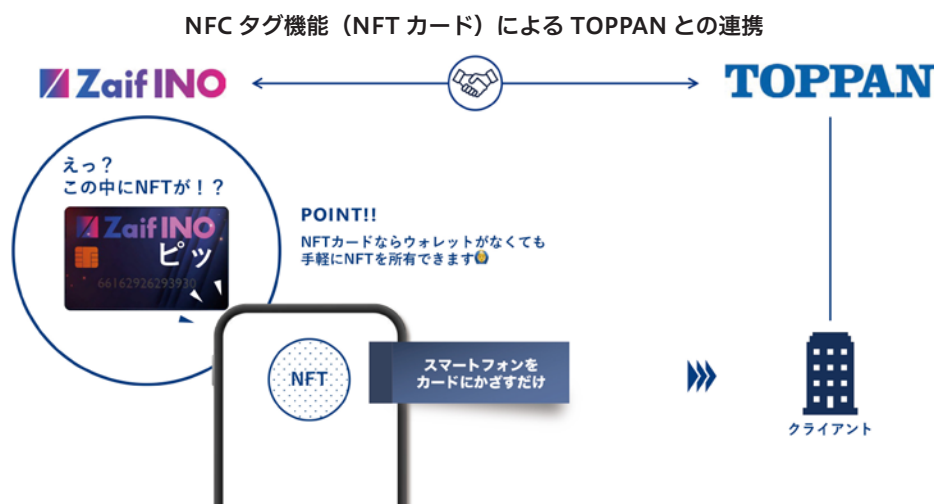 NFC タグ機能（NFT カード）による TOPPAN との連携
Zaif INO
TOPPAN
えっ？
この中にNFTが！？
Zaif INO
ピッ
66162926293930
POINT!!
NFTカードならウォレットがなくても
手軽にNFTを所有できます
NFT
スマートフォンを
カードにかざすだけ
クライアント